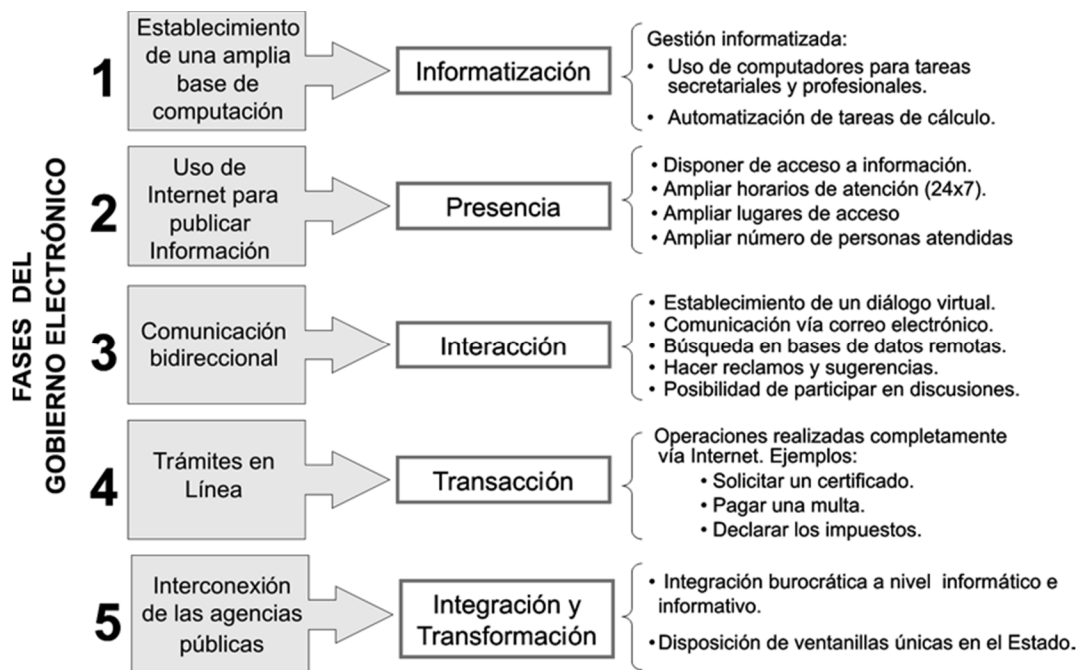 FASES DEL
GOBIERNO ELECTRÓNICO
1
Establecimiento
de una amplia
base de
computación
Informatización
Gestión informatizada:
• Uso de computadores para tareas
secretariales y profesionales.
• Automatización de tareas de cálculo.
2
Uso de
Internet para
publicar
Información
Presencia
• Disponer de acceso a información.
• Ampliar horarios de atención (24x7).
• Ampliar lugares de acceso
• Ampliar número de personas atendidas
3
Comunicación
bidireccional
Interacción
• Establecimiento de un diálogo virtual.
• Comunicación vía correo electrónico.
• Búsqueda en bases de datos remotas.
• Hacer reclamos y sugerencias.
• Posibilidad de participar en discusiones.
4
Trámites en
Línea
Transacción
Operaciones realizadas completamente
vía Internet. Ejemplos:
• Solicitar un certificado.
• Pagar una multa.
• Declarar los impuestos.
5
Interconexión
de las agencias
públicas
Integración y
Transformación
• Integración burocrática a nivel informático e
informativo.
• Disposición de ventanillas únicas en el Estado.